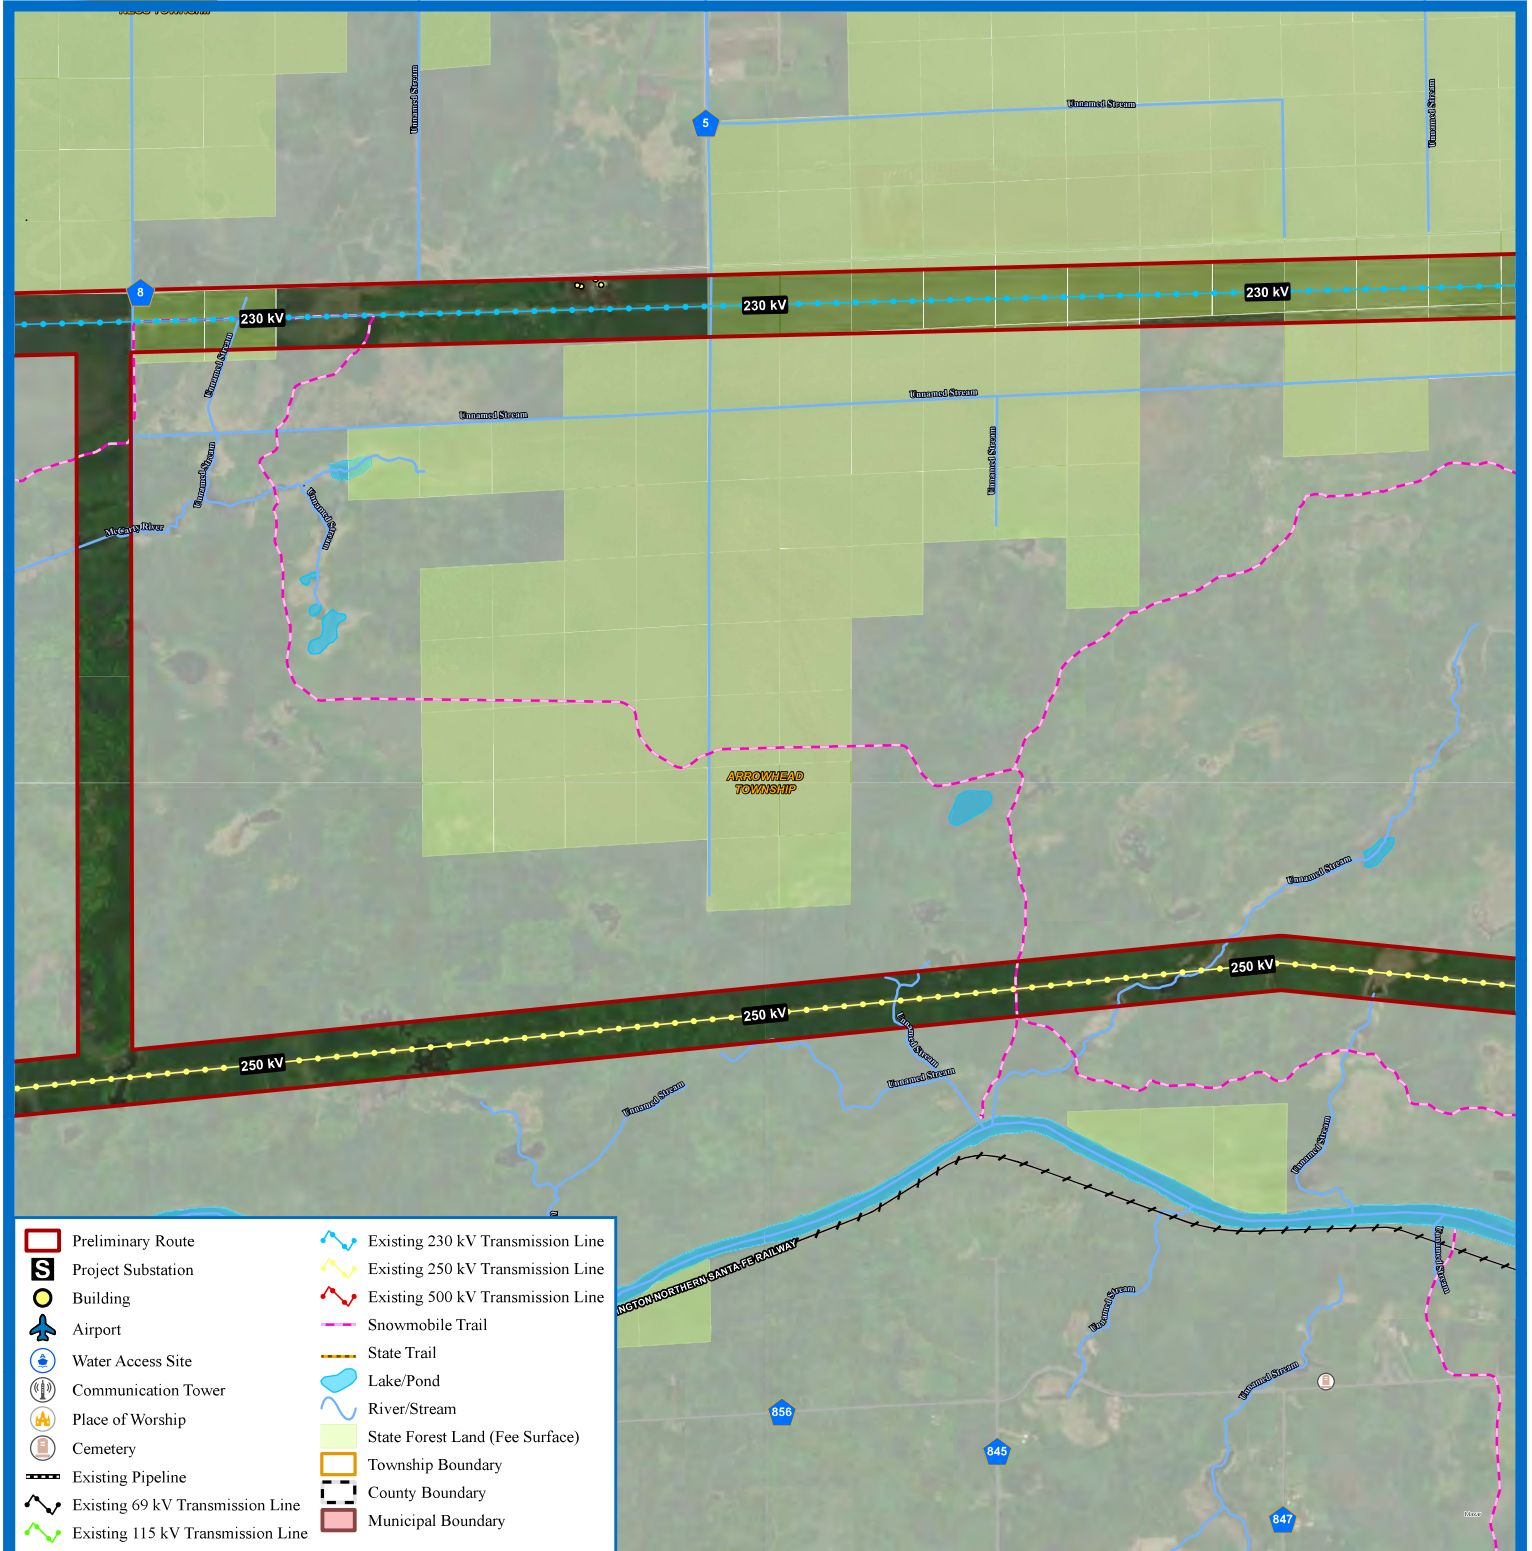 NESS TOWNSHIP
Unnamed Stream
Unnamed Stream
Unnamed Stream
5
8
230 kV
230 kV
230 kV
Unnamed Stream
Unnamed Stream
Unnamed Stream
Unnamed Stream
Unnamed Stream
Unnamed Stream
McCarty River
ARROWHEAD
TOWNSHIP
Unnamed Stream
250 kV
250 kV
250 kV
Unnamed Stream
Unnamed Stream
Unnamed Stream
Unnamed Stream
INGTON NORTHERN SANTA FE RAILWAY
Unnamed Stream
Unnamed Stream
Unnamed Stream
856
845
847
Preliminary Route
Project Substation
Building
Airport
Water Access Site
Communication Tower
Place of Worship
Cemetery
Existing Pipeline
Existing 69 kV Transmission Line
Existing 115 kV Transmission Line
Existing 230 kV Transmission Line
Existing 250 kV Transmission Line
Existing 500 kV Transmission Line
Snowmobile Trail
State Trail
Lake/Pond
River/Stream
State Forest Land (Fee Surface)
Township Boundary
County Boundary
Municipal Boundary
S